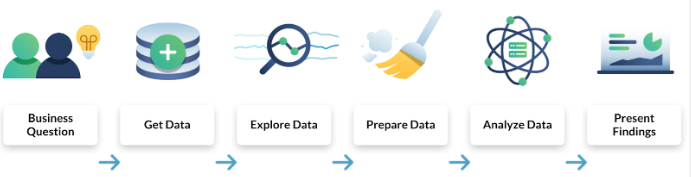 Business
Question
Get Data
Explore Data
Prepare Data
Analyze Data
Present
Findings